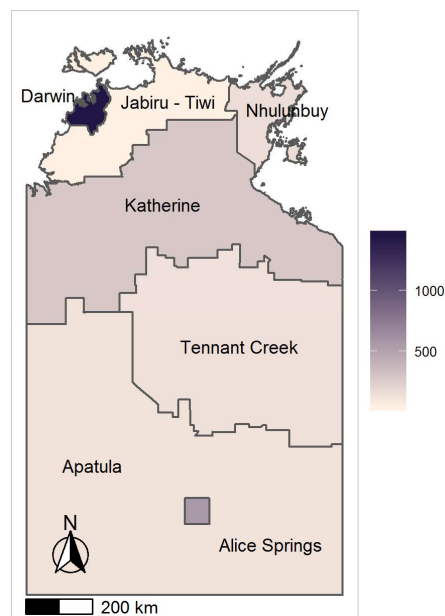 Darwin
Jabiru - Tiwi
Nhulunbuy
Katherine
1000
500
Tennant Creek
Apatula
N
Alice Springs
200 km